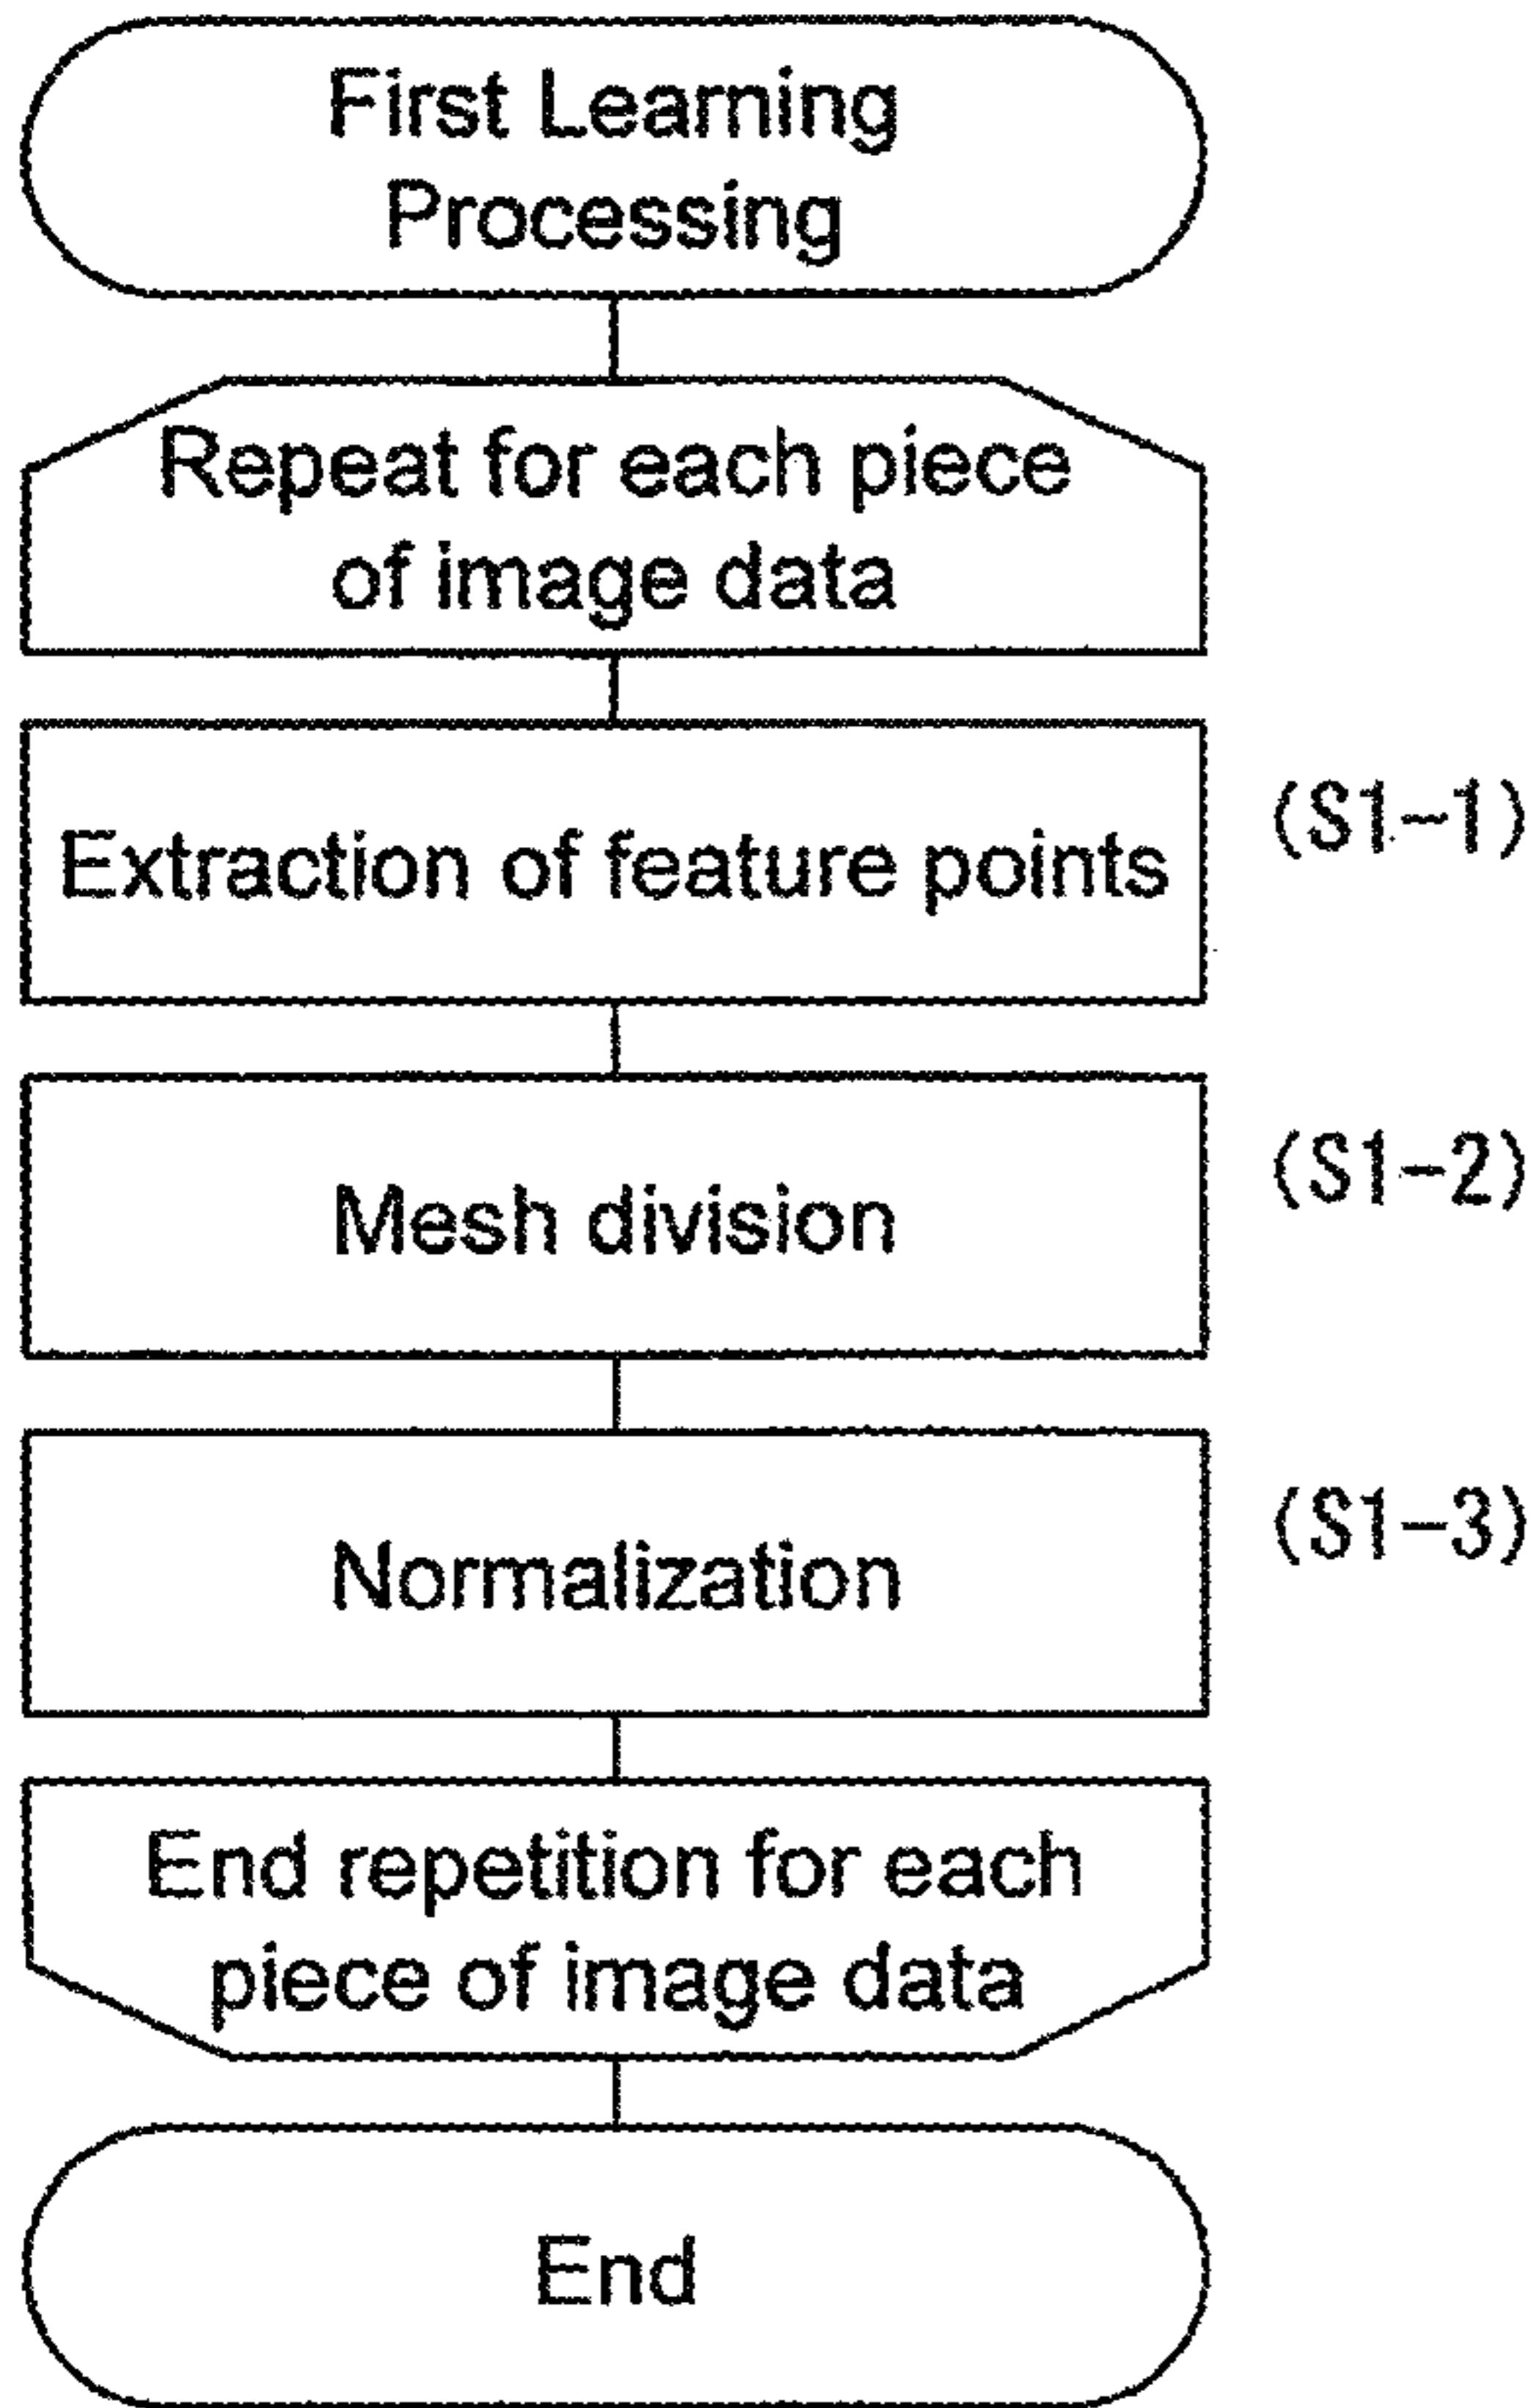 First Learning
Processing
Repeat for each piece
of image data
Extraction of feature points
(S1-1)
Mesh division
(S1-2)
Normalization
(S1-3)
End repetition for each
piece of image data
End